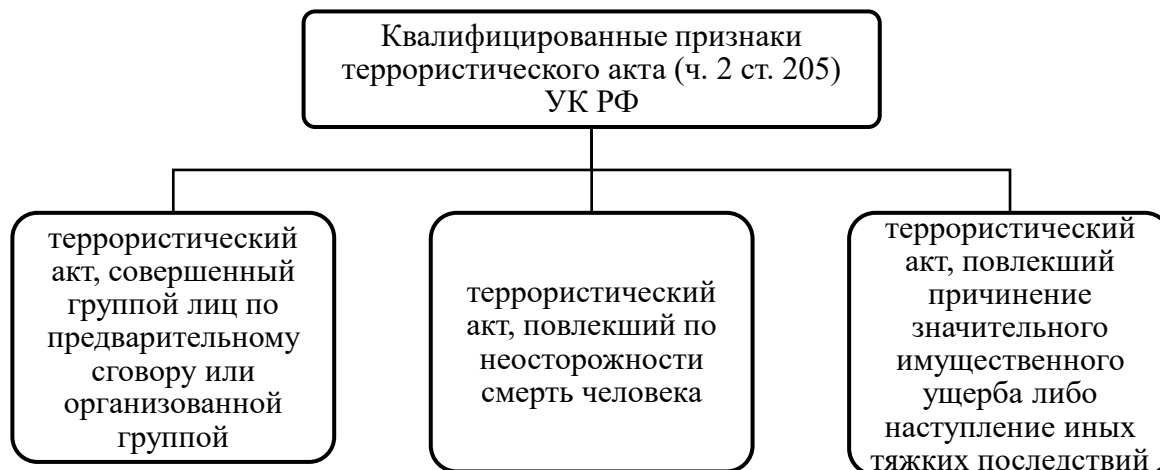 Квалифицированные признаки
террористического акта (ч. 2 ст. 205)
УК РФ
террористический
акт, совершенный
группой лиц по
предварительному
сговору или
организованной
группой
террористический
акт, повлекший по
неосторожности
смерть человека
террористический
акт, повлекший
причинение
значительного
имущественного
ущерба либо
наступление иных
тяжких последствий